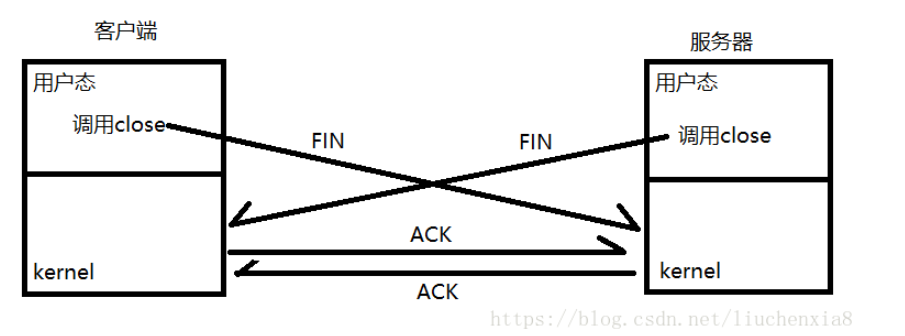 客户端
服务器
用户态
用户态
调用close
FIN
FIN
调用close
ACK
kernel
kernel
ACK
https://blog.csdn.net/liuchenxia8